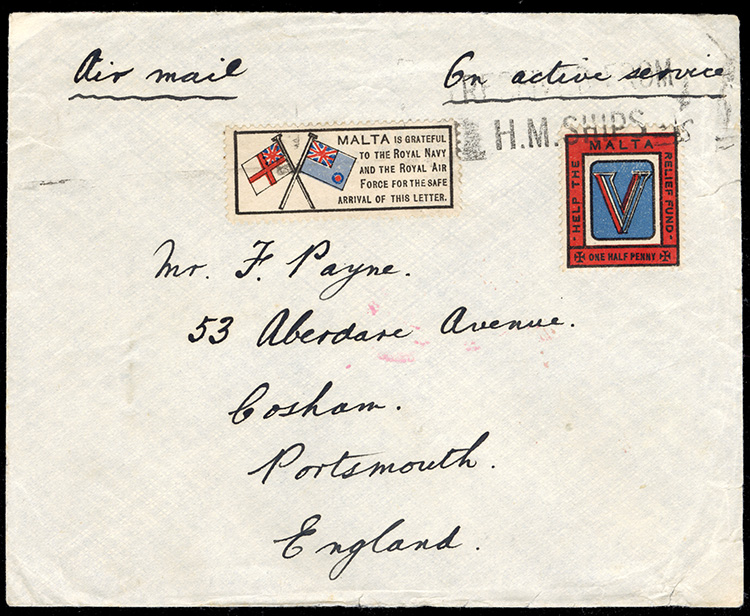 Air mail
On active service
RECEIVED FROM
H.M. SHIPS
MALTA IS GRATEFUL
TO THE ROYAL NAVY
AND THE ROYAL AIR
FORCE FOR THE SAFE
ARRIVAL OF THIS LETTER.
MALTA
HELP THE
RELIEF FUND
V
ONE HALF PENNY
Mr. F. Payne.
53 Aberdare Avenue.
Cosham.
Portsmouth.
England.